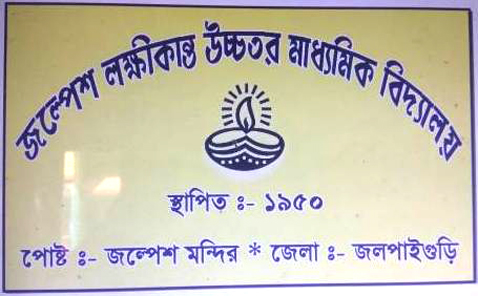 জল্পেশ লক্ষীকান্ত উচ্চতর মাধ্যমিক বিদ্যালয়
স্থাপিত ঃ- ১৯৫০
পোষ্ট ঃ- জল্পেশ মন্দির * জেলা ঃ- জলপাইগুড়ি